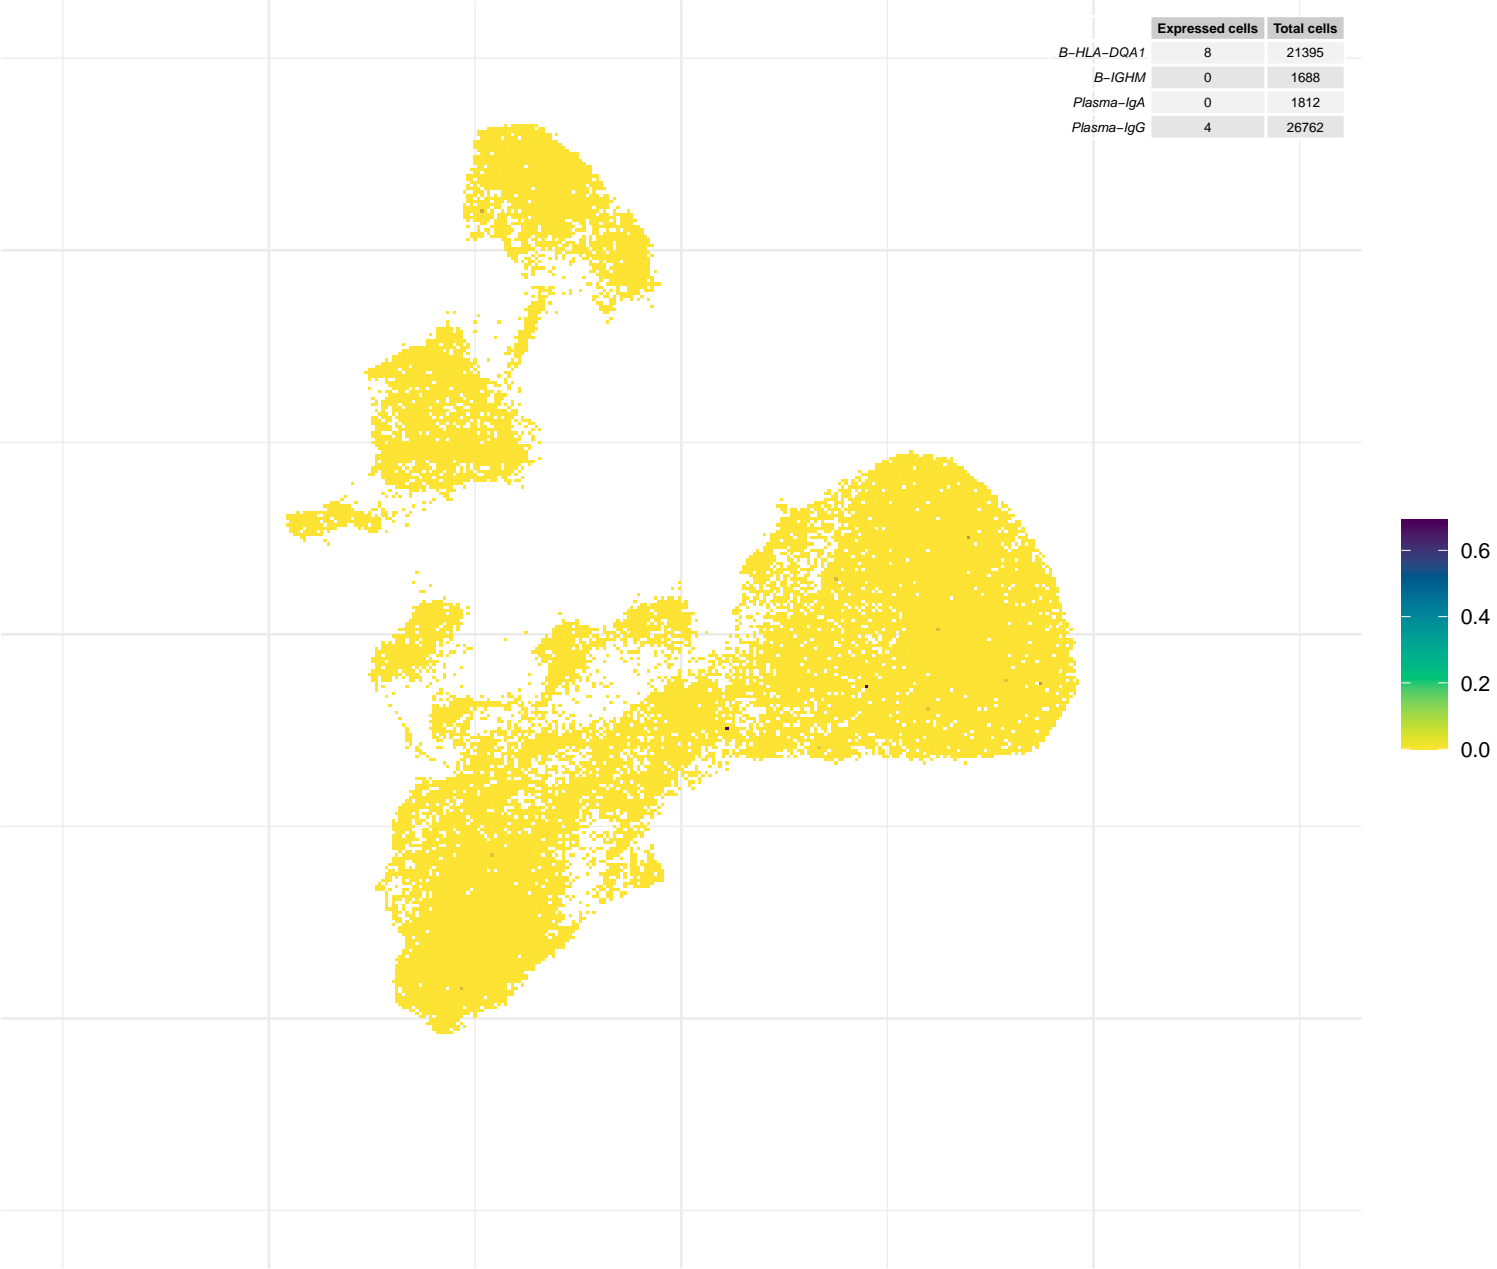 Expressed cells Total cells
B−HLA−DQA1 8 21395
B−IGHM 0 1688
Plasma−IgA 0 1812
Plasma−IgG 4 26762
0.6
0.4
0.2
0.0